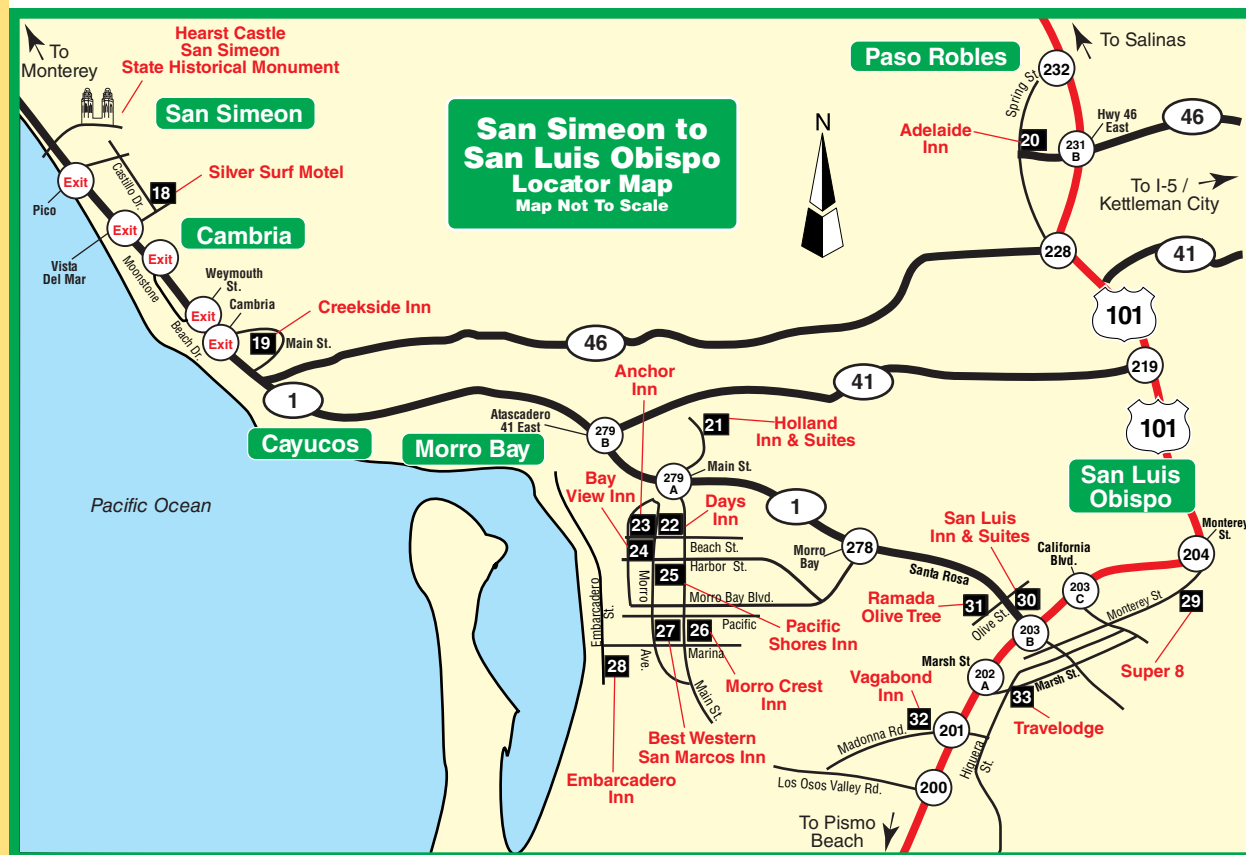 To
Monterey
Hearst Castle
San Simeon
State Historical Monument
San Simeon
San Simeon to
San Luis Obispo
Locator Map
Map Not To Scale
N
Paso Robles
To Salinas
232
Spring St.
Hwy 46
East
46
Adelaide
Inn
20
231
B
To I-5 /
Kettleman City
Exit
Pico
Castillo Dr.
18
Silver Surf Motel
Exit
Vista
Del Mar
Cambria
Exit
Moonstone
Beach Dr.
Weymouth
St.
Exit
Cambria
Exit
19
Main St.
Creekside Inn
228
41
101
46
219
1
41
101
Cayucos
Morro Bay
Atascadero
41 East
279
B
Anchor
Inn
21
Holland
Inn & Suites
Main St.
279
A
San Luis
Obispo
Pacific Ocean
Bay
View Inn
23
22
Days
Inn
1
24
Beach St.
Harbor St.
25
Morro Bay Blvd.
Morro
Bay
278
Santa Rosa
San Luis
Inn & Suites
California
Blvd.
Monterey
St.
204
203
C
Monterey St
29
Super 8
Embarcadero
St.
Morro
Ave.
Pacific
27
26
Marina
28
Main St.
Pacific
Shores Inn
Morro Crest
Inn
Best Western
San Marcos Inn
Embarcadero
Inn
Ramada
Olive Tree
31
30
Olive St.
203
B
Marsh St
202
A
Marsh St.
33
Travelodge
Vagabond
Inn
32
Madonna Rd.
201
Higuera
St.
Los Osos Valley Rd.
200
To Pismo
Beach